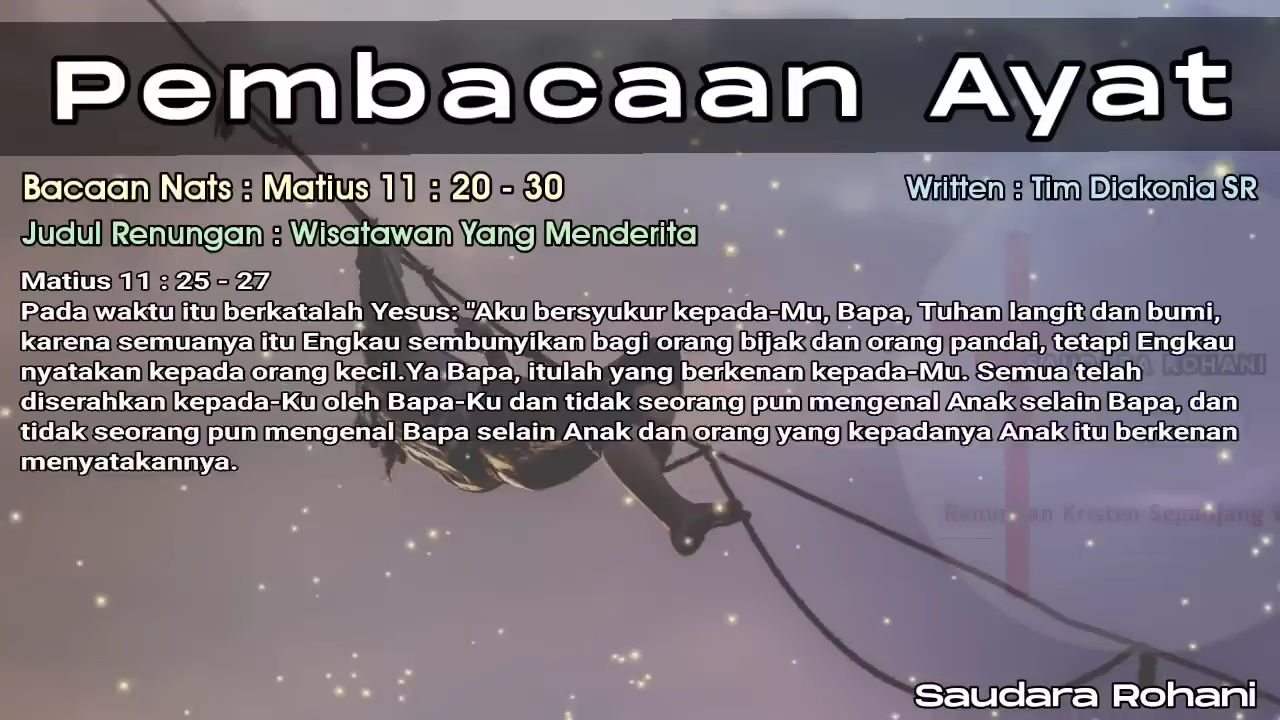 Pembacaan Ayat
Bacaan Nats : Matius 11 : 20 - 30
Written : Tim Diakonia SR
Judul Renungan : Wisatawan Yang Menderita
Matius 11 : 25 - 27
Pada waktu itu berkatalah Yesus: "Aku bersyukur kepada-Mu, Bapa, Tuhan langit dan bumi,
karena semuanya itu Engkau sembunyikan bagi orang bijak dan orang pandai, tetapi Engkau
nyatakan kepada orang kecil.Ya Bapa, itulah yang berkenan kepada-Mu. Semua telah
diserahkan kepada-Ku oleh Bapa-Ku dan tidak seorang pun mengenal Anak selain Bapa, dan
tidak seorang pun mengenal Bapa selain Anak dan orang yang kepadanya Anak itu berkenan
menyatakannya.
ROHANI
Kristen Sepanjang
Saudara Rohani